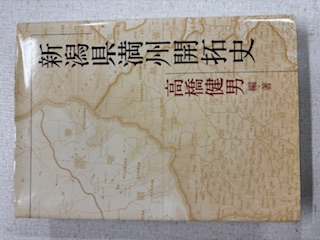 新潟県満州開拓史
高橋健男 編・著